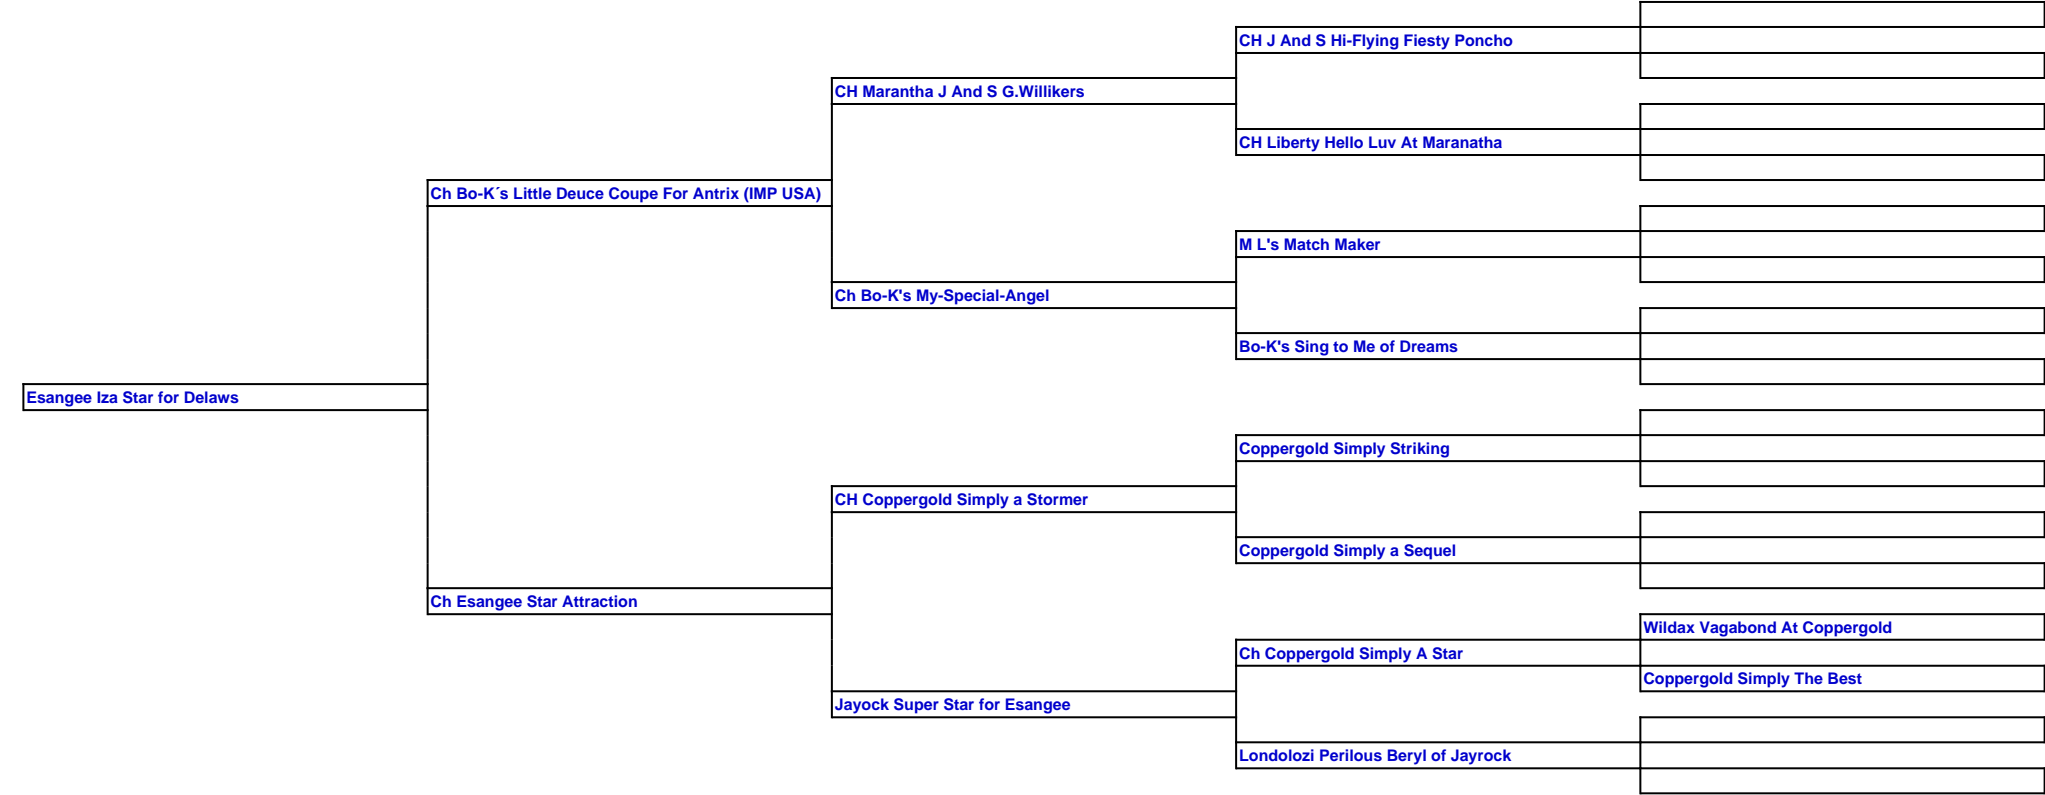 CH J And S Hi-Flying Fiesty Poncho
CH Marantha J And S G.Willikers
CH Liberty Hello Luv At Maranatha
Ch Bo-K´s Little Deuce Coupe For Antrix (IMP USA)
M L's Match Maker
Ch Bo-K's My-Special-Angel
Bo-K's Sing to Me of Dreams
Esangee Iza Star for Delaws
Coppergold Simply Striking
CH Coppergold Simply a Stormer
Coppergold Simply a Sequel
Ch Esangee Star Attraction
Wildax Vagabond At Coppergold
Ch Coppergold Simply A Star
Coppergold Simply The Best
Jayock Super Star for Esangee
Londolozi Perilous Beryl of Jayrock